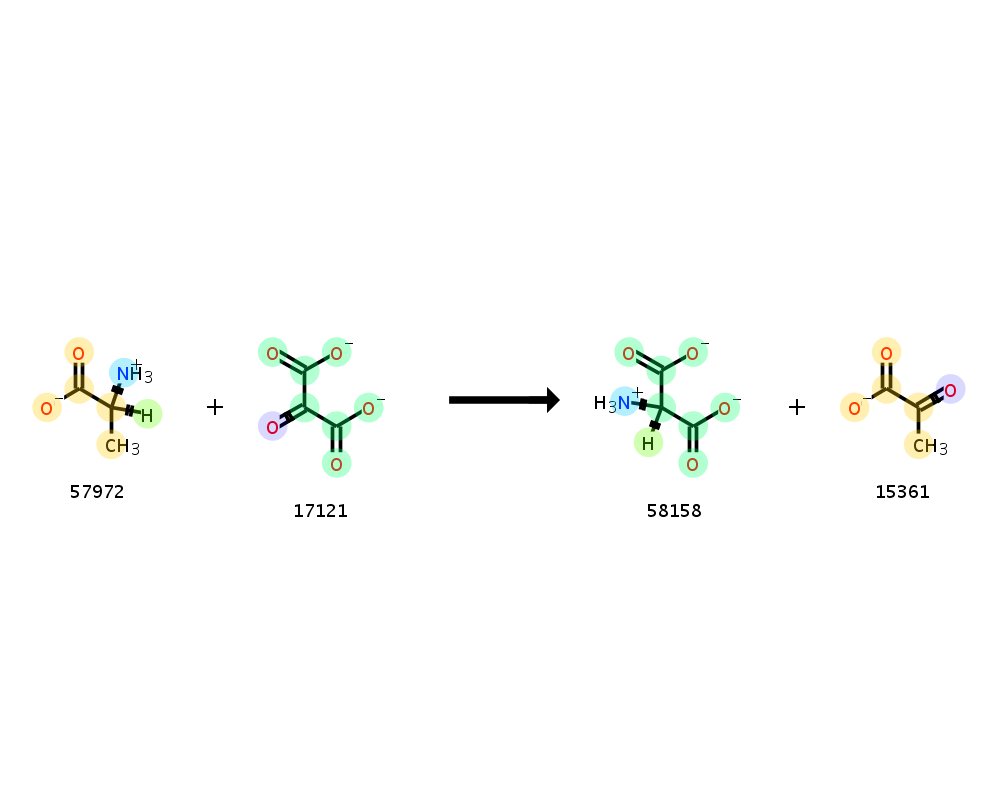 O O O⁻ O⁻ O
NH₃⁺ H₃N⁺
O⁻ H + O O⁻ O⁻ + O⁻
CH₃ O H O CH₃
57972 17121 58158 15361